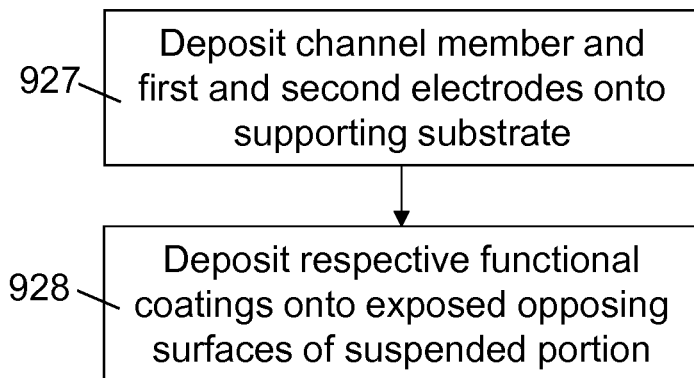 Deposit channel member and
927
first and second electrodes onto
supporting substrate
Deposit respective functional
928
coatings onto exposed opposing
surfaces of suspended portion